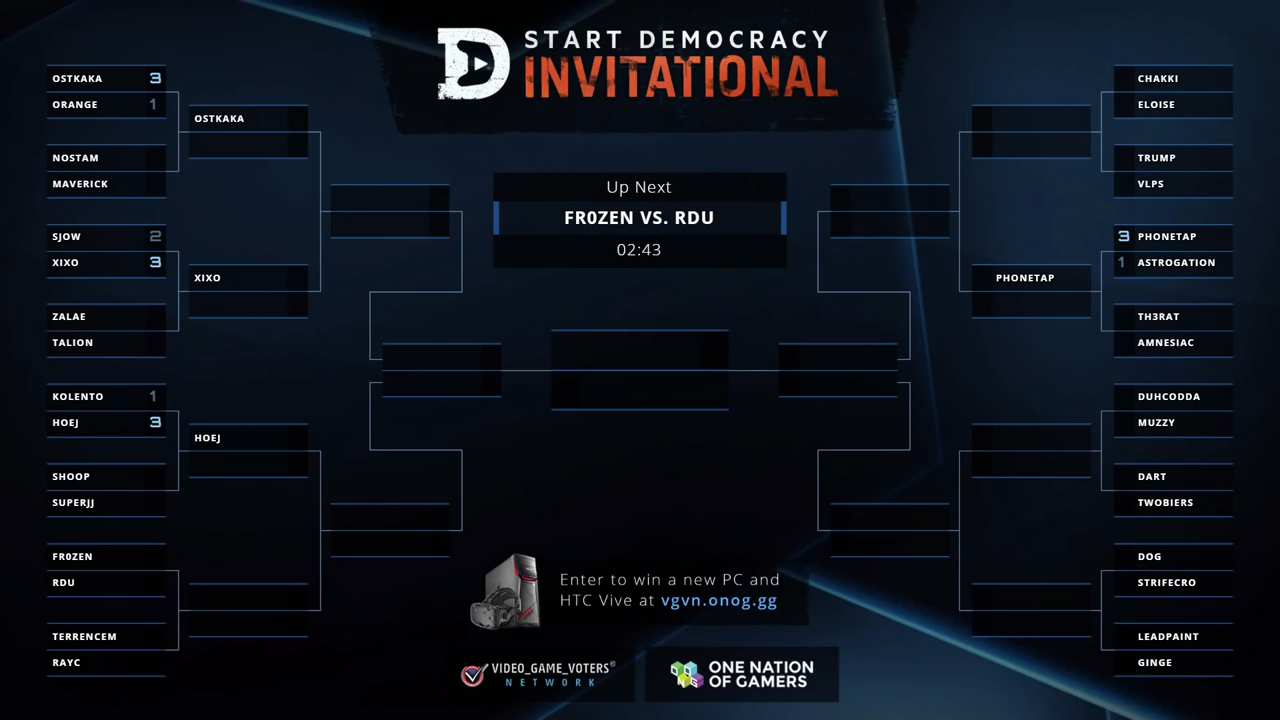 START DEMOCRACY
INVITATIONAL
OSTKAKA 3
ORANGE 1
NOSTAM
MAVERICK
SJOW 2
XIXO 3
ZALAE
TALION
KOLENTO 1
HOEJ 3
SHOOP
SUPERJJ
FR0ZEN
RDU
TERRENCEM
RAYC
OSTKAKA
XIXO
HOEJ
Up Next
FR0ZEN VS. RDU
02:43
PHONETAP
CHAKKI
ELOISE
TRUMP
VLPS
3 PHONETAP
1 ASTROGATION
TH3RAT
AMNESIAC
DUHCODDA
MUZZY
DART
TWOBIERS
DOG
STRIFECRO
LEADPAINT
GINGE
Enter to win a new PC and
HTC Vive at vgvn.onog.gg
VIDEO_GAME_VOTERS®
NETWORK
ONE NATION
OF GAMERS